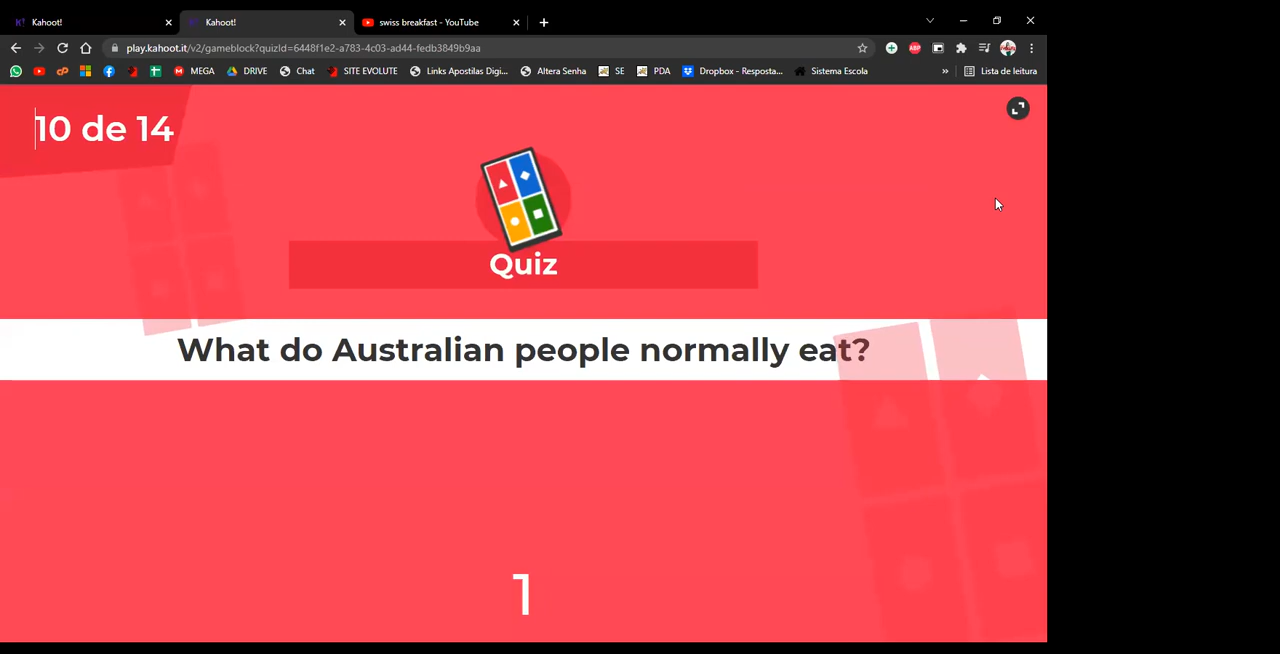 Kahoot!
Kahoot!
swiss breakfast - YouTube
play.kahoot.it/v2/gameblock?quizId=6448f1e2-a783-4c03-ad44-fedb3849b9aa
ABP
MEGA
DRIVE
Chat
SITE EVOLUTE
Links Apostilas Digi...
Altera Senha
SE
PDA
Dropbox - Resposta...
Sistema Escola
»
Lista de leitura
10 de 14
Quiz
What do Australian people normally eat?
1